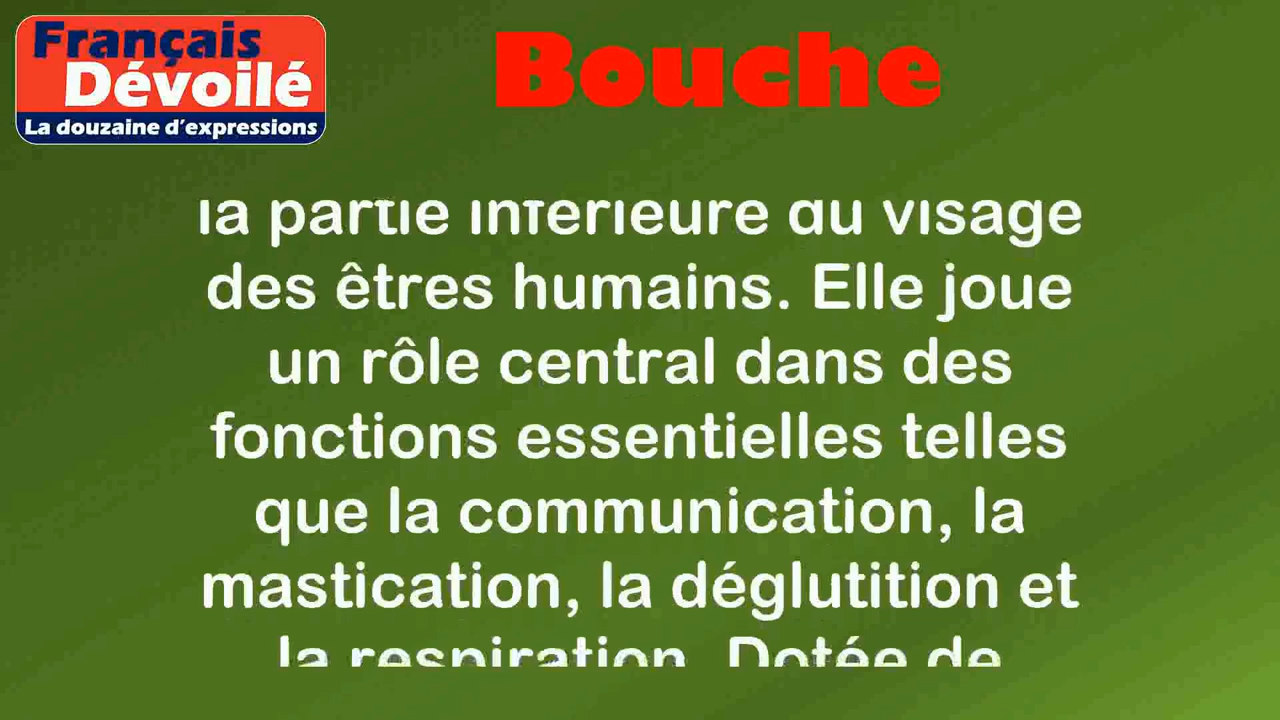 Français
Dévoilé
La douzaine d'expressions
Bouche
la partie inférieure du visage
des êtres humains. Elle joue
un rôle central dans des
fonctions essentielles telles
que la communication, la
mastication, la déglutition et
la respiration. Dotée de